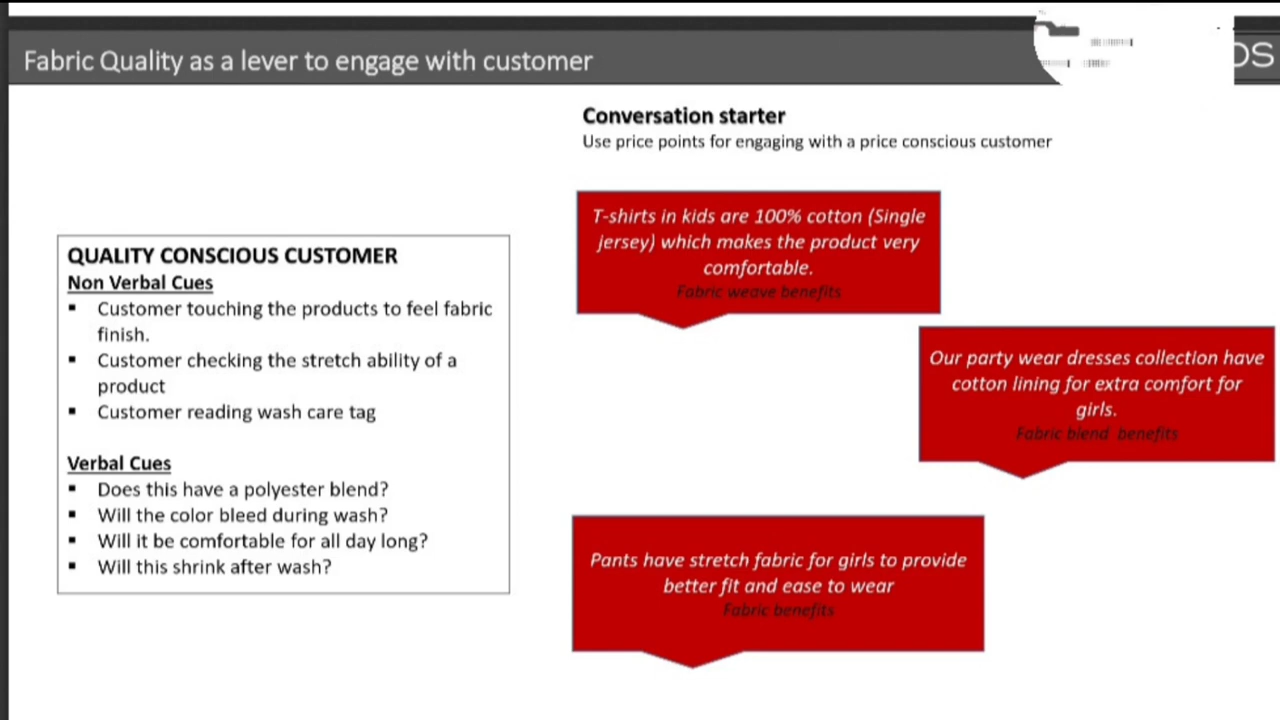 Fabric Quality as a lever to engage with customer
OS
Conversation starter
Use price points for engaging with a price conscious customer
T-shirts in kids are 100% cotton (Single
jersey) which makes the product very
comfortable.
Fabric weave benefits
Our party wear dresses collection have
cotton lining for extra comfort for
girls.
Fabric blend benefits
QUALITY CONSCIOUS CUSTOMER
Non Verbal Cues
▪ Customer touching the products to feel fabric
finish.
▪ Customer checking the stretch ability of a
product
▪ Customer reading wash care tag
Verbal Cues
▪ Does this have a polyester blend?
▪ Will the color bleed during wash?
▪ Will it be comfortable for all day long?
▪ Will this shrink after wash?
Pants have stretch fabric for girls to provide
better fit and ease to wear
Fabric benefits